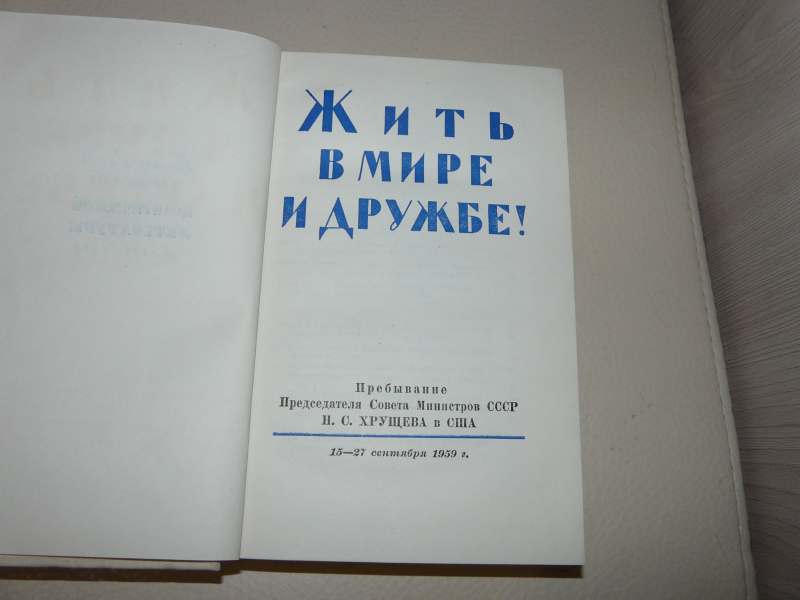 Жить
в мире
и дружбе!
Пребывание
Председателя Совета Министров СССР
Н. С. ХРУЩЕВА в США
15—27 сентября 1959 г.